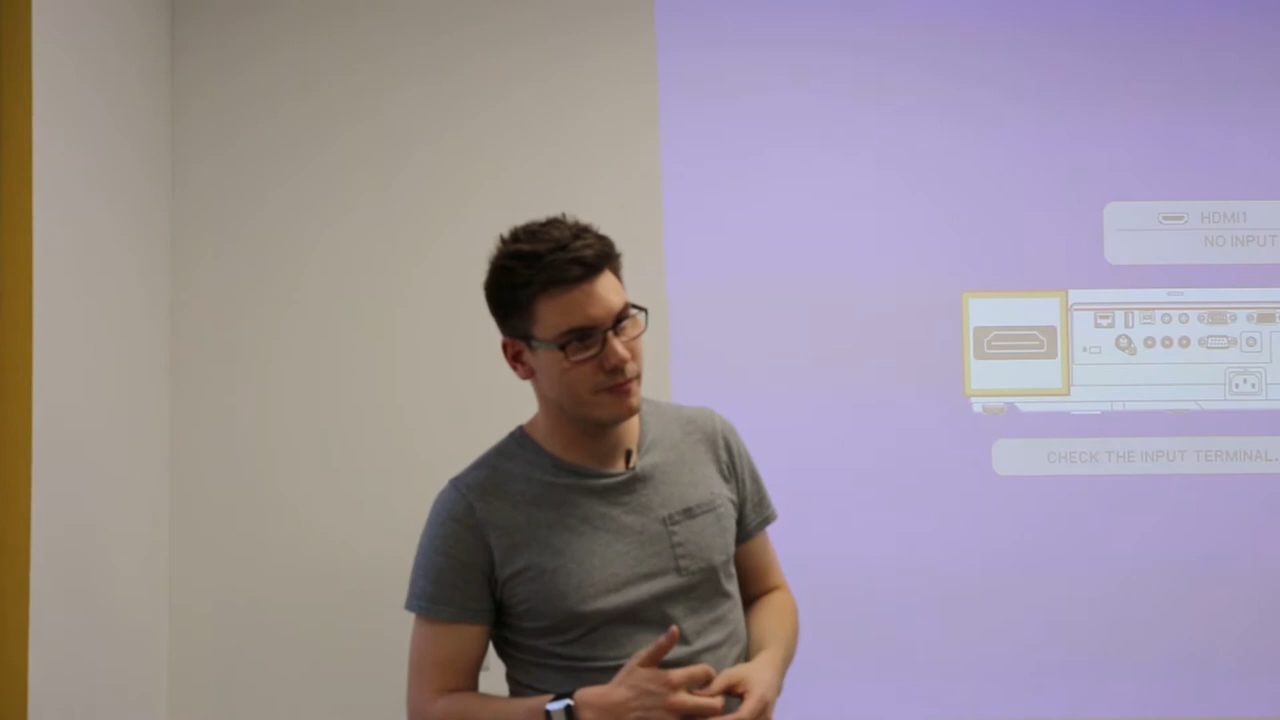 HDMI1
NO INPUT
CHECK THE INPUT TERMINAL.